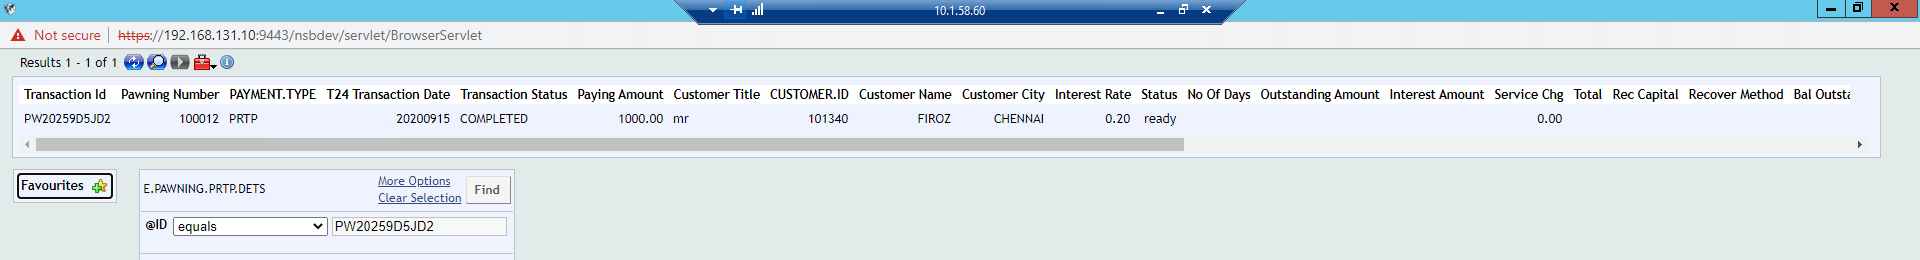 10.1.58.60
Not secure https://192.168.131.10:9443/nsbdev/servlet/BrowserServlet
Results 1 - 1 of 1
Transaction Id Pawning Number PAYMENT.TYPE T24 Transaction Date Transaction Status Paying Amount Customer Title CUSTOMER.ID Customer Name Customer City Interest Rate Status No Of Days Outstanding Amount Interest Amount Service Chg Total Rec Capital Recover Method Bal Outsta
PW20259D5JD2 100012 PRTP 20200915 COMPLETED 1000.00 mr 101340 FIROZ CHENNAI 0.20 ready 0.00
Favourites
E.PAWNING.PRTP.DETS
More Options
Clear Selection
Find
@ID equals PW20259D5JD2